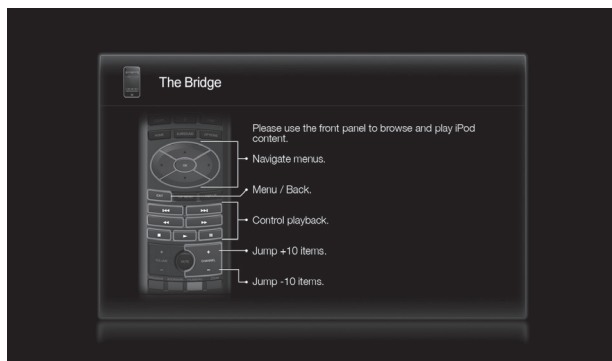 The Bridge
Please use the front panel to browse and play iPod
content.
Navigate menus.
Menu / Back.
Control playback.
Jump +10 items.
Jump -10 items.